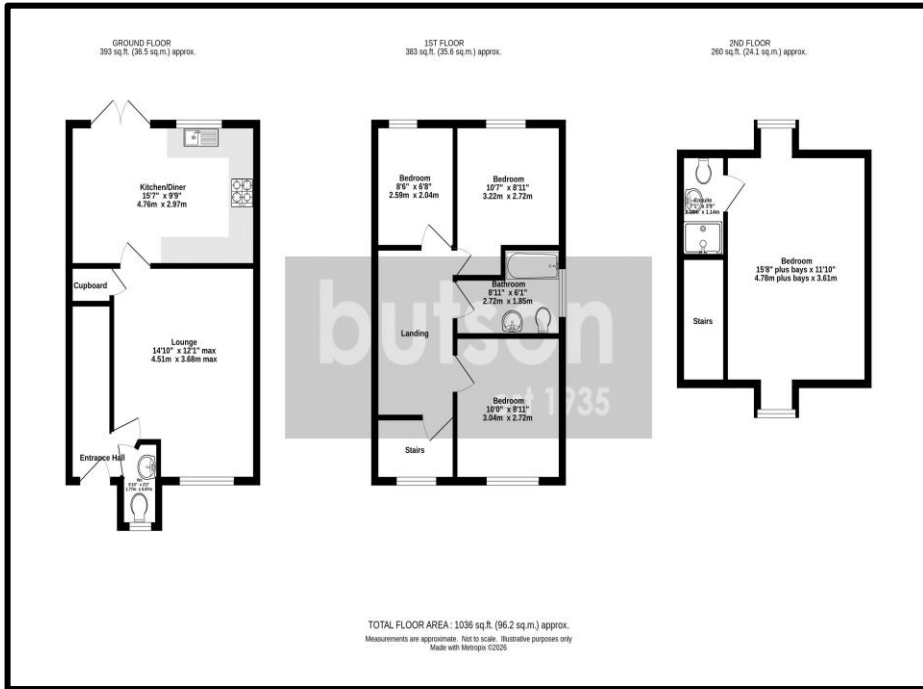 GROUND FLOOR
393 sq.ft. (36.5 sq.m.) approx.
1ST FLOOR
383 sq.ft. (35.6 sq.m.) approx.
2ND FLOOR
260 sq.ft. (24.1 sq.m.) approx.
Kitchen/Diner
15'7" x 9'9"
4.76m x 2.97m
Cupboard
Lounge
14'10" x 12'1" max
4.51m x 3.68m max
Entrance Hall
WC
Bedroom
8'6" x 6'8"
2.59m x 2.04m
Bedroom
10'7" x 8'11"
3.22m x 2.72m
Bathroom
8'11" x 6'1"
2.72m x 1.85m
Landing
Bedroom
10'0" x 8'11"
3.04m x 2.72m
Stairs
Ensuite
Bedroom
15'8" plus bays x 11'10"
4.78m plus bays x 3.61m
Stairs
butson
1935
TOTAL FLOOR AREA : 1036 sq.ft. (96.2 sq.m.) approx.
Measurements are approximate. Not to scale. Illustrative purposes only
Made with Metropix ©2026